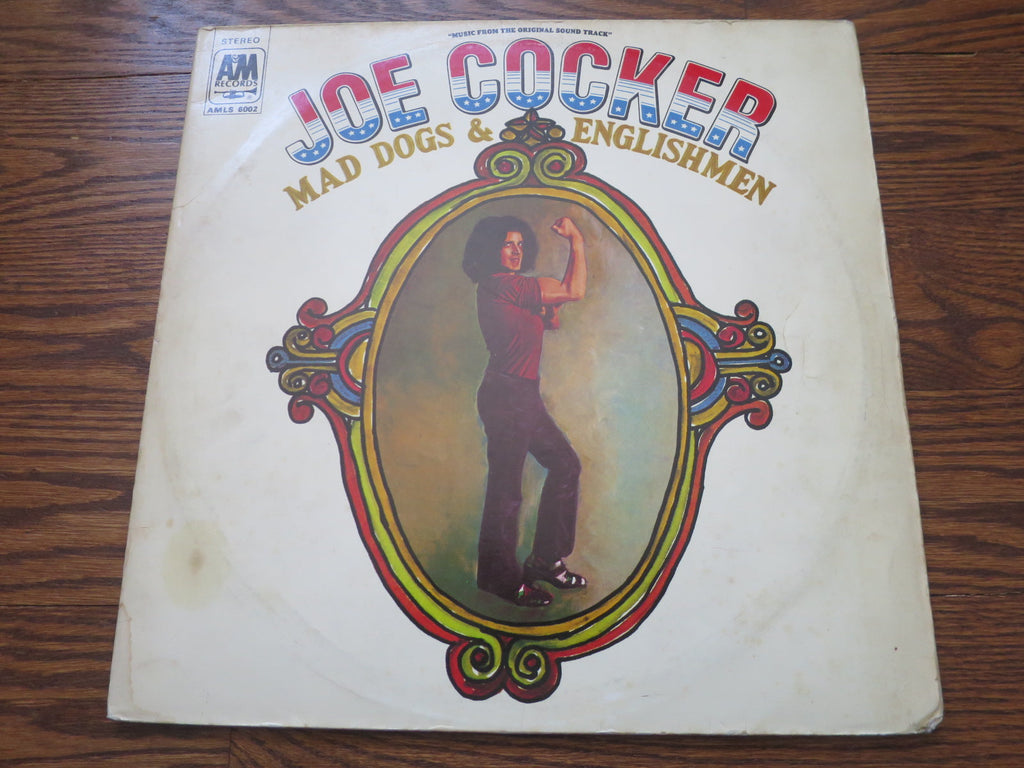 STEREO
A&M
RECORDS
AMLS 6002
"MUSIC FROM THE ORIGINAL SOUND TRACK"
JOE COCKER
MAD DOGS & ENGLISHMEN